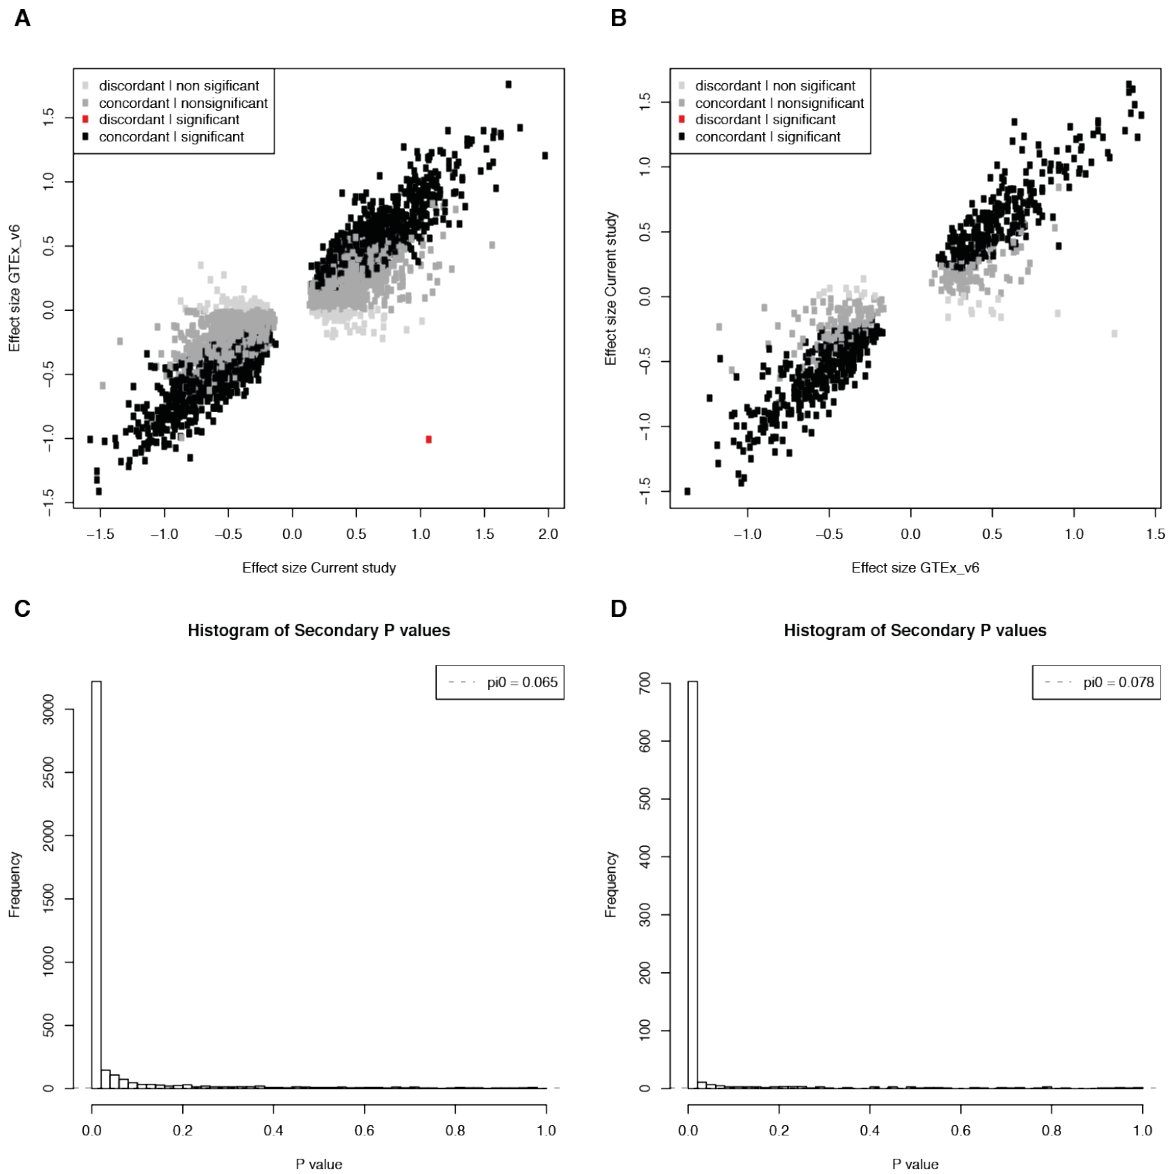 A
discordant | non sigificant
concordant | nonsignificant
discordant | significant
concordant | significant
Effect size GTEx_v6
−1.5 −1.0 −0.5 0.0 0.5 1.0 1.5
−1.5 −1.0 −0.5 0.0 0.5 1.0 1.5 2.0
Effect size Current study
B
discordant | non sigificant
concordant | nonsignificant
discordant | significant
concordant | significant
Effect size Current study
−1.5 −1.0 −0.5 0.0 0.5 1.0 1.5
−1.0 −0.5 0.0 0.5 1.0 1.5
Effect size GTEx_v6
C
Histogram of Secondary P values
pi0 = 0.065
Frequency
0 500 1000 1500 2000 2500 3000
0.0 0.2 0.4 0.6 0.8 1.0
P value
D
Histogram of Secondary P values
pi0 = 0.078
Frequency
0 100 200 300 400 500 600 700
0.0 0.2 0.4 0.6 0.8 1.0
P value